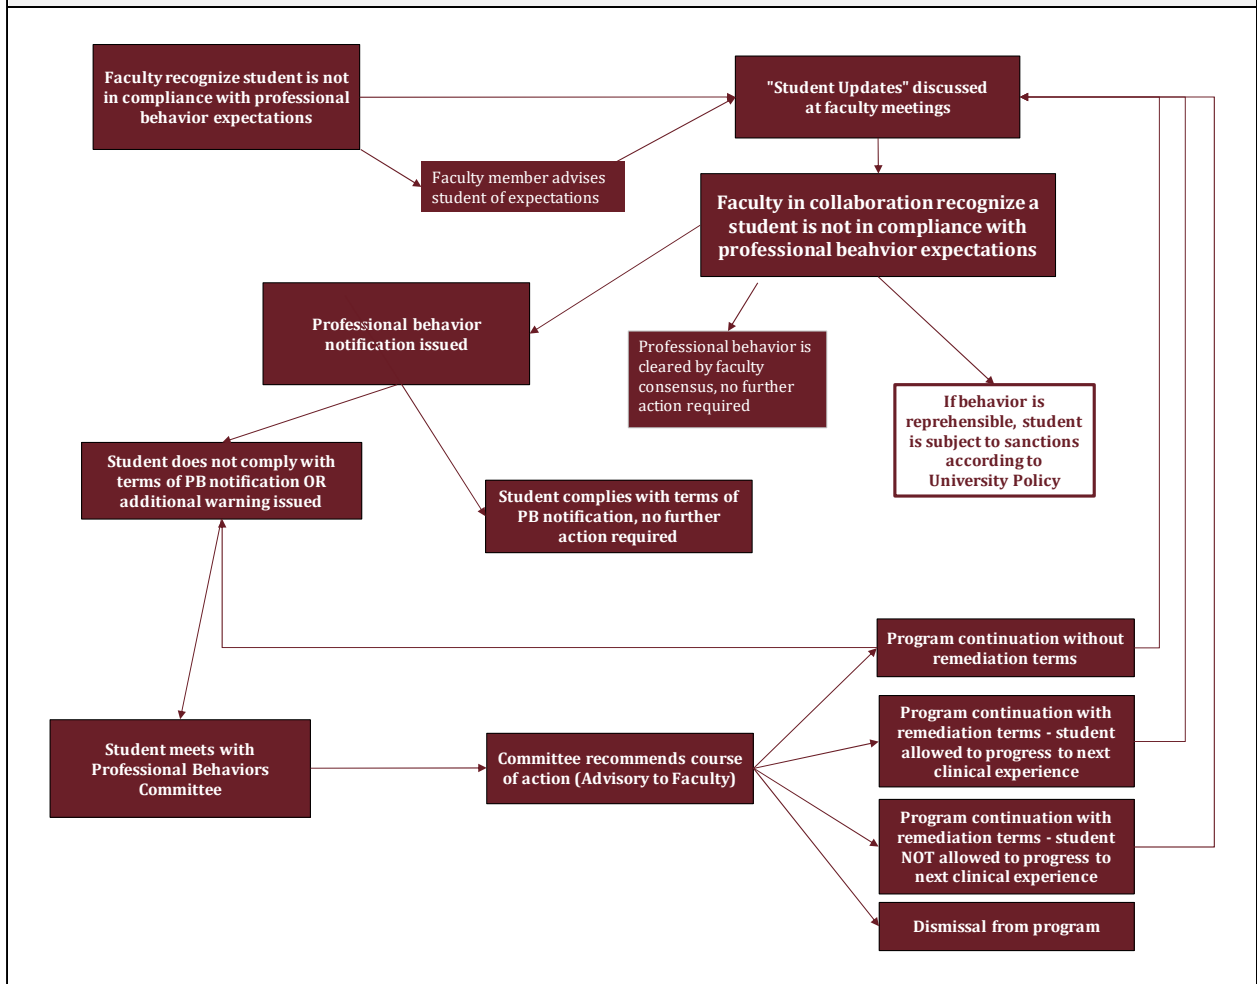 Faculty recognize student is not
in compliance with professional
behavior expectations
"Student Updates" discussed
at faculty meetings
Faculty member advises
student of expectations
Faculty in collaboration recognize a
student is not in compliance with
professional beahvior expectations
Professional behavior
notification issued
Professional behavior is
cleared by faculty
consensus, no further
action required
If behavior is
reprehensible, student
is subject to sanctions
according to
University Policy
Student does not comply with
terms of PB notification OR
additional warning issued
Student complies with terms of
PB notification, no further
action required
Program continuation without
remediation terms
Program continuation with
remediation terms - student
allowed to progress to next
clinical experience
Student meets with
Professional Behaviors
Committee
Committee recommends course
of action (Advisory to Faculty)
Program continuation with
remediation terms - student
NOT allowed to progress to
next clinical experience
Dismissal from program